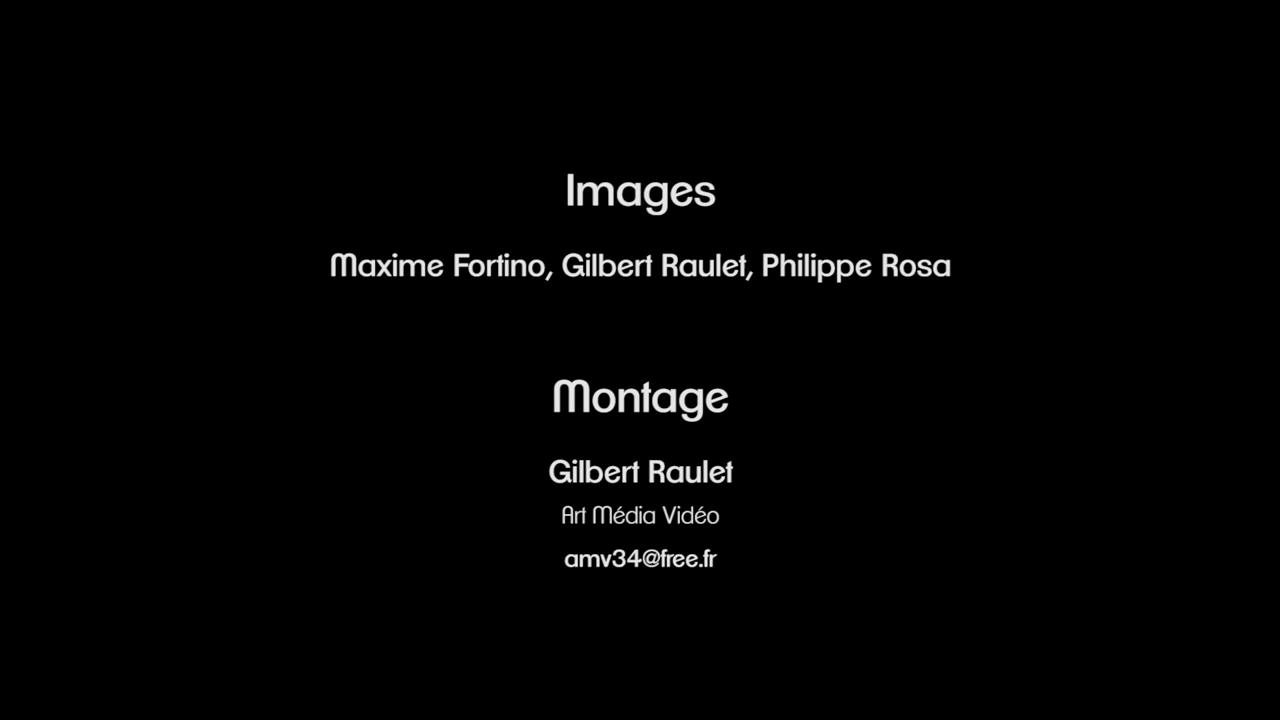 Images
Maxime Fortino, Gilbert Raulet, Philippe Rosa
Montage
Gilbert Raulet
Art Média Vidéo
amv34@free.fr